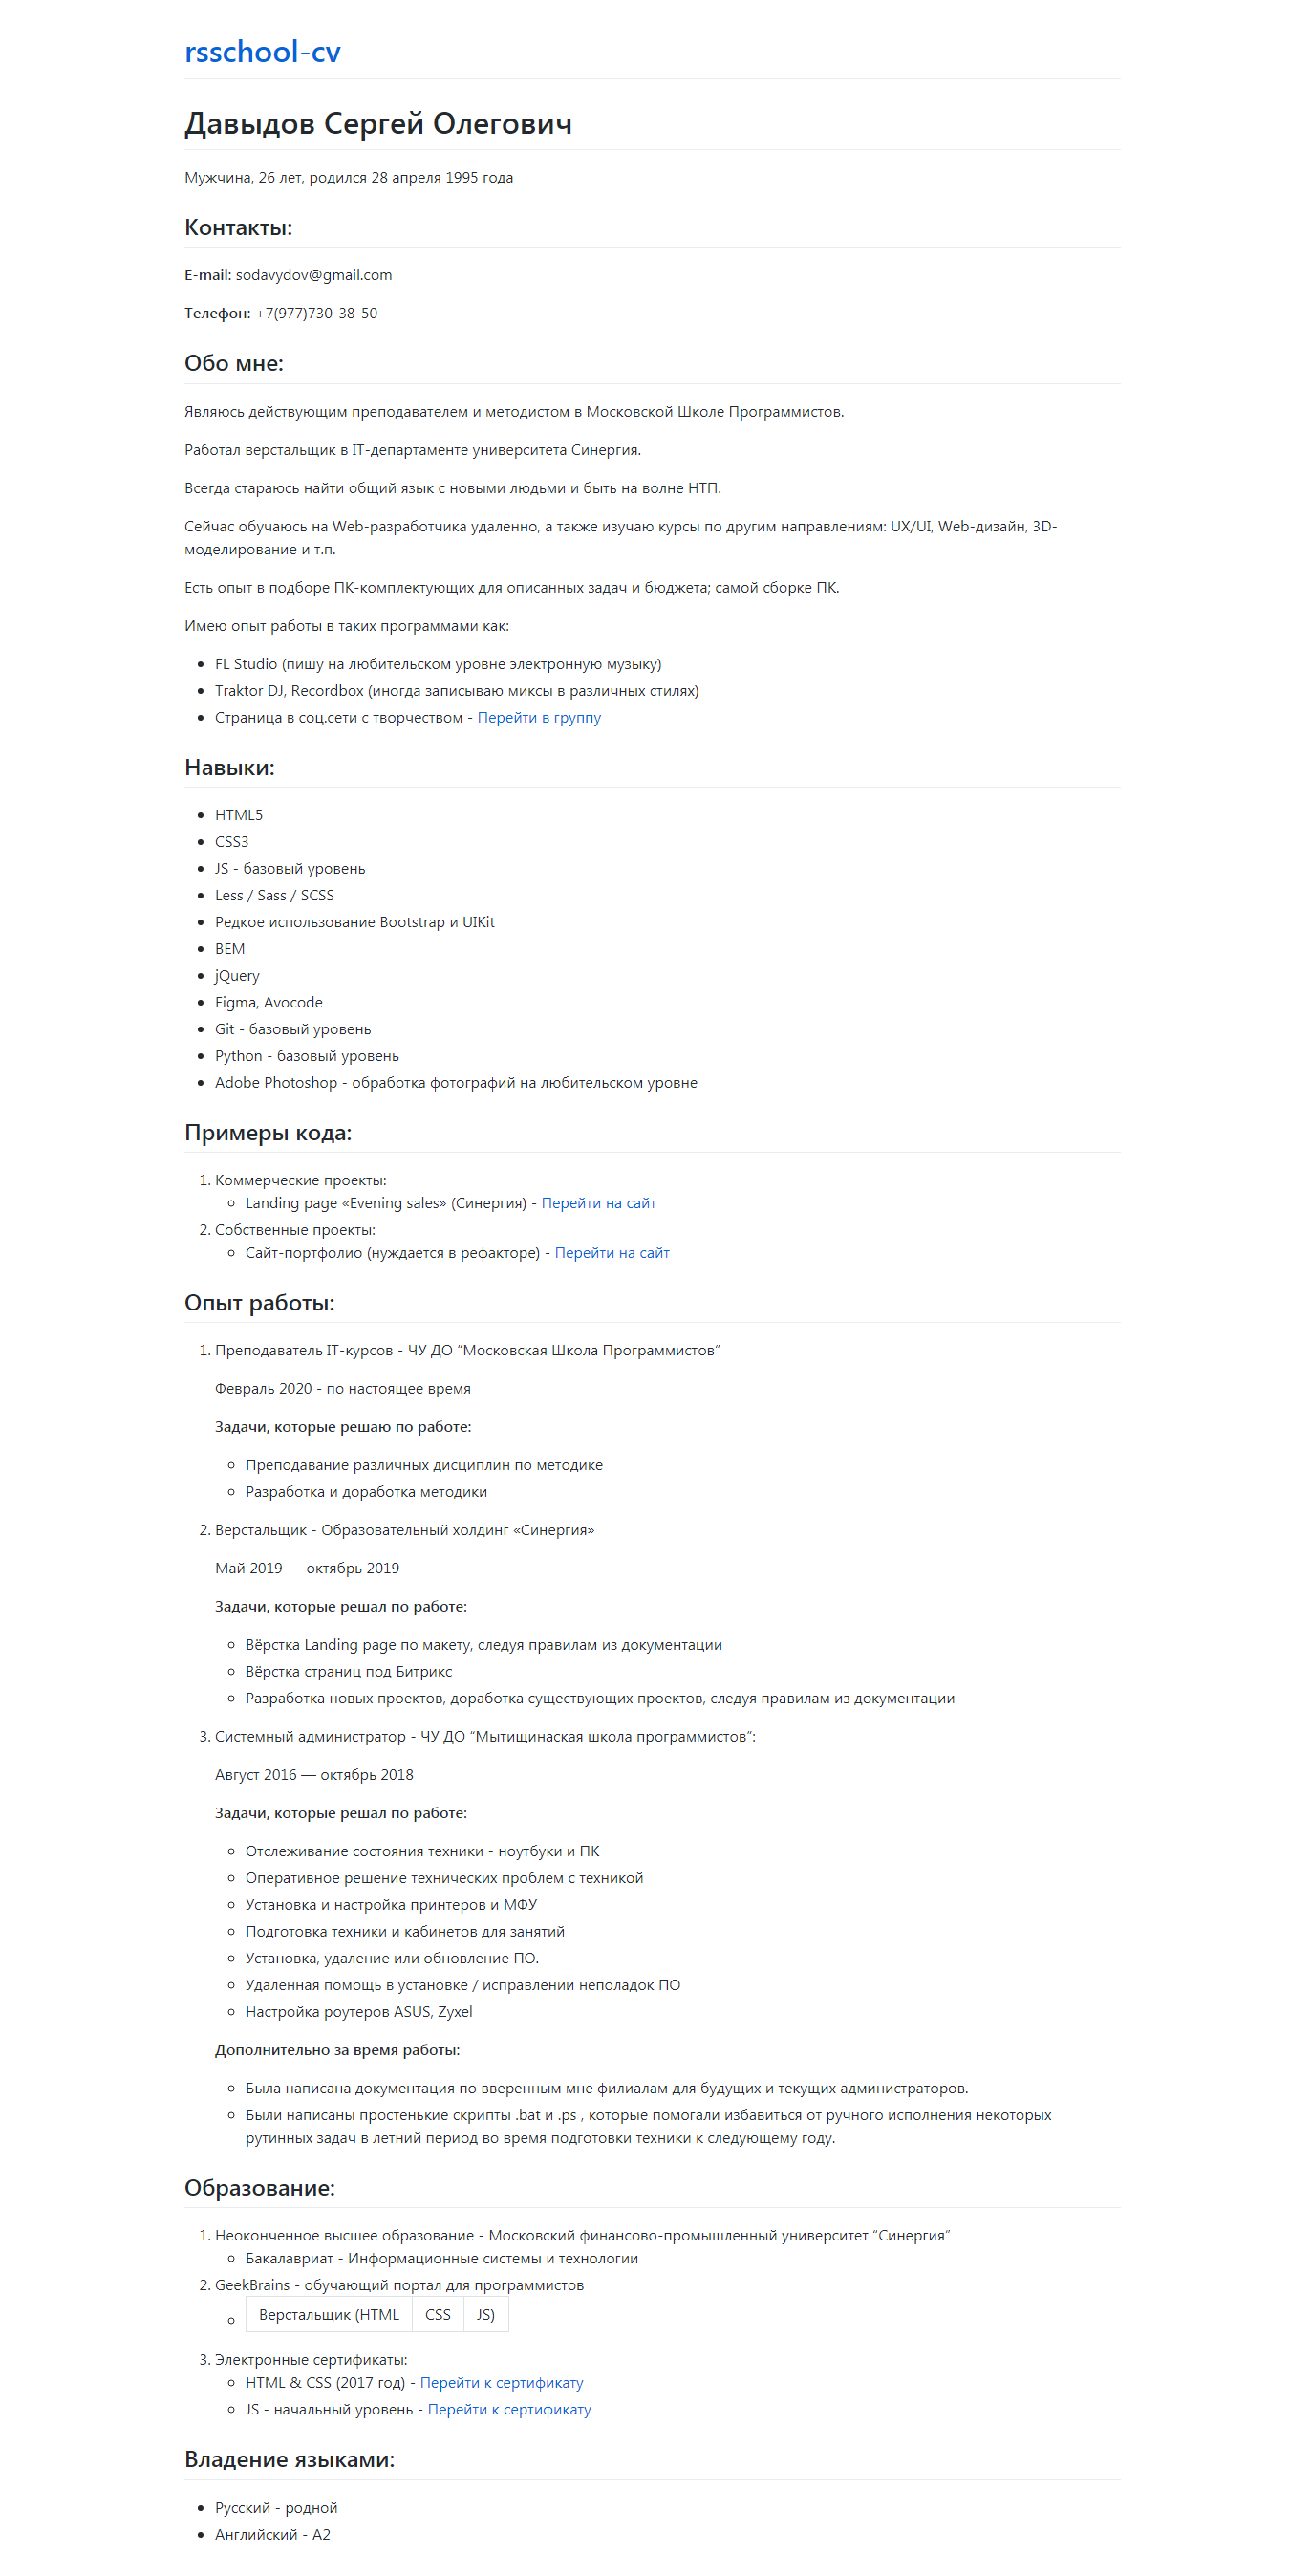 rsschool-cv
Давыдов Сергей Олегович
Мужчина, 26 лет, родился 28 апреля 1995 года
Контакты:
E-mail: sodavydov@gmail.com
Телефон: +7(977)730-38-50
Обо мне:
Являюсь действующим преподавателем и методистом в Московской Школе Программистов.
Работал верстальщик в IT-департаменте университета Синергия.
Всегда стараюсь найти общий язык с новыми людьми и быть на волне НТП.
Сейчас обучаюсь на Web-разработчика удаленно, а также изучаю курсы по другим направлениям: UX/UI, Web-дизайн, 3D-
моделирование и т.п.
Есть опыт в подборе ПК-комплектующих для описанных задач и бюджета; самой сборке ПК.
Имею опыт работы в таких программами как:
• FL Studio (пишу на любительском уровне электронную музыку)
• Traktor DJ, Recordbox (иногда записываю миксы в различных стилях)
• Страница в соц.сети с творчеством - Перейти в группу
Навыки:
• HTML5
• CSS3
• JS - базовый уровень
• Less / Sass / SCSS
• Редкое использование Bootstrap и UIKit
• BEM
• jQuery
• Figma, Avocode
• Git - базовый уровень
• Python - базовый уровень
• Adobe Photoshop - обработка фотографий на любительском уровне
Примеры кода:
1. Коммерческие проекты:
◦ Landing page «Evening sales» (Синергия) - Перейти на сайт
2. Собственные проекты:
◦ Сайт-портфолио (нуждается в рефакторе) - Перейти на сайт
Опыт работы:
1. Преподаватель IT-курсов - ЧУ ДО “Московская Школа Программистов”
Февраль 2020 - по настоящее время
Задачи, которые решаю по работе:
◦ Преподавание различных дисциплин по методике
◦ Разработка и доработка методики
2. Верстальщик - Образовательный холдинг «Синергия»
Май 2019 — октябрь 2019
Задачи, которые решал по работе:
◦ Вёрстка Landing page по макету, следуя правилам из документации
◦ Вёрстка страниц под Битрикс
◦ Разработка новых проектов, доработка существующих проектов, следуя правилам из документации
3. Системный администратор - ЧУ ДО “Мытищинаская школа программистов”:
Август 2016 — октябрь 2018
Задачи, которые решал по работе:
◦ Отслеживание состояния техники - ноутбуки и ПК
◦ Оперативное решение технических проблем с техникой
◦ Установка и настройка принтеров и МФУ
◦ Подготовка техники и кабинетов для занятий
◦ Установка, удаление или обновление ПО.
◦ Удаленная помощь в установке / исправлении неполадок ПО
◦ Настройка роутеров ASUS, Zyxel
Дополнительно за время работы:
◦ Была написана документация по вверенным мне филиалам для будущих и текущих администраторов.
◦ Были написаны простенькие скрипты .bat и .ps , которые помогали избавиться от ручного исполнения некоторых
рутинных задач в летний период во время подготовки техники к следующему году.
Образование:
1. Неоконченное высшее образование - Московский финансово-промышленный университет “Синергия”
◦ Бакалавриат - Информационные системы и технологии
2. GeekBrains - обучающий портал для программистов
◦ Верстальщик (HTML CSS JS)
3. Электронные сертификаты:
◦ HTML & CSS (2017 год) - Перейти к сертификату
◦ JS - начальный уровень - Перейти к сертификату
Владение языками:
• Русский - родной
• Английский - A2